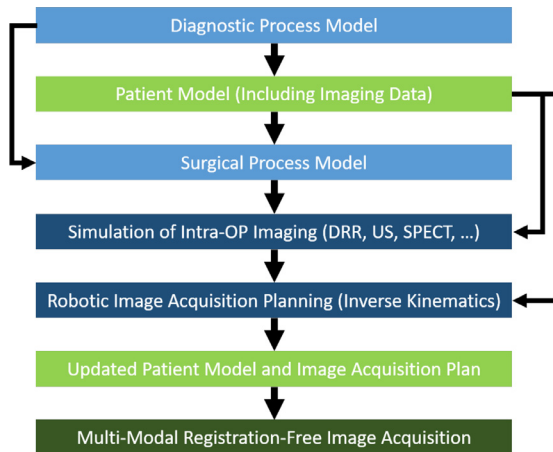 Diagnostic Process Model
Patient Model (Including Imaging Data)
Surgical Process Model
Simulation of Intra-OP Imaging (DRR, US, SPECT, ...)
Robotic Image Acquisition Planning (Inverse Kinematics)
Updated Patient Model and Image Acquisition Plan
Multi-Modal Registration-Free Image Acquisition